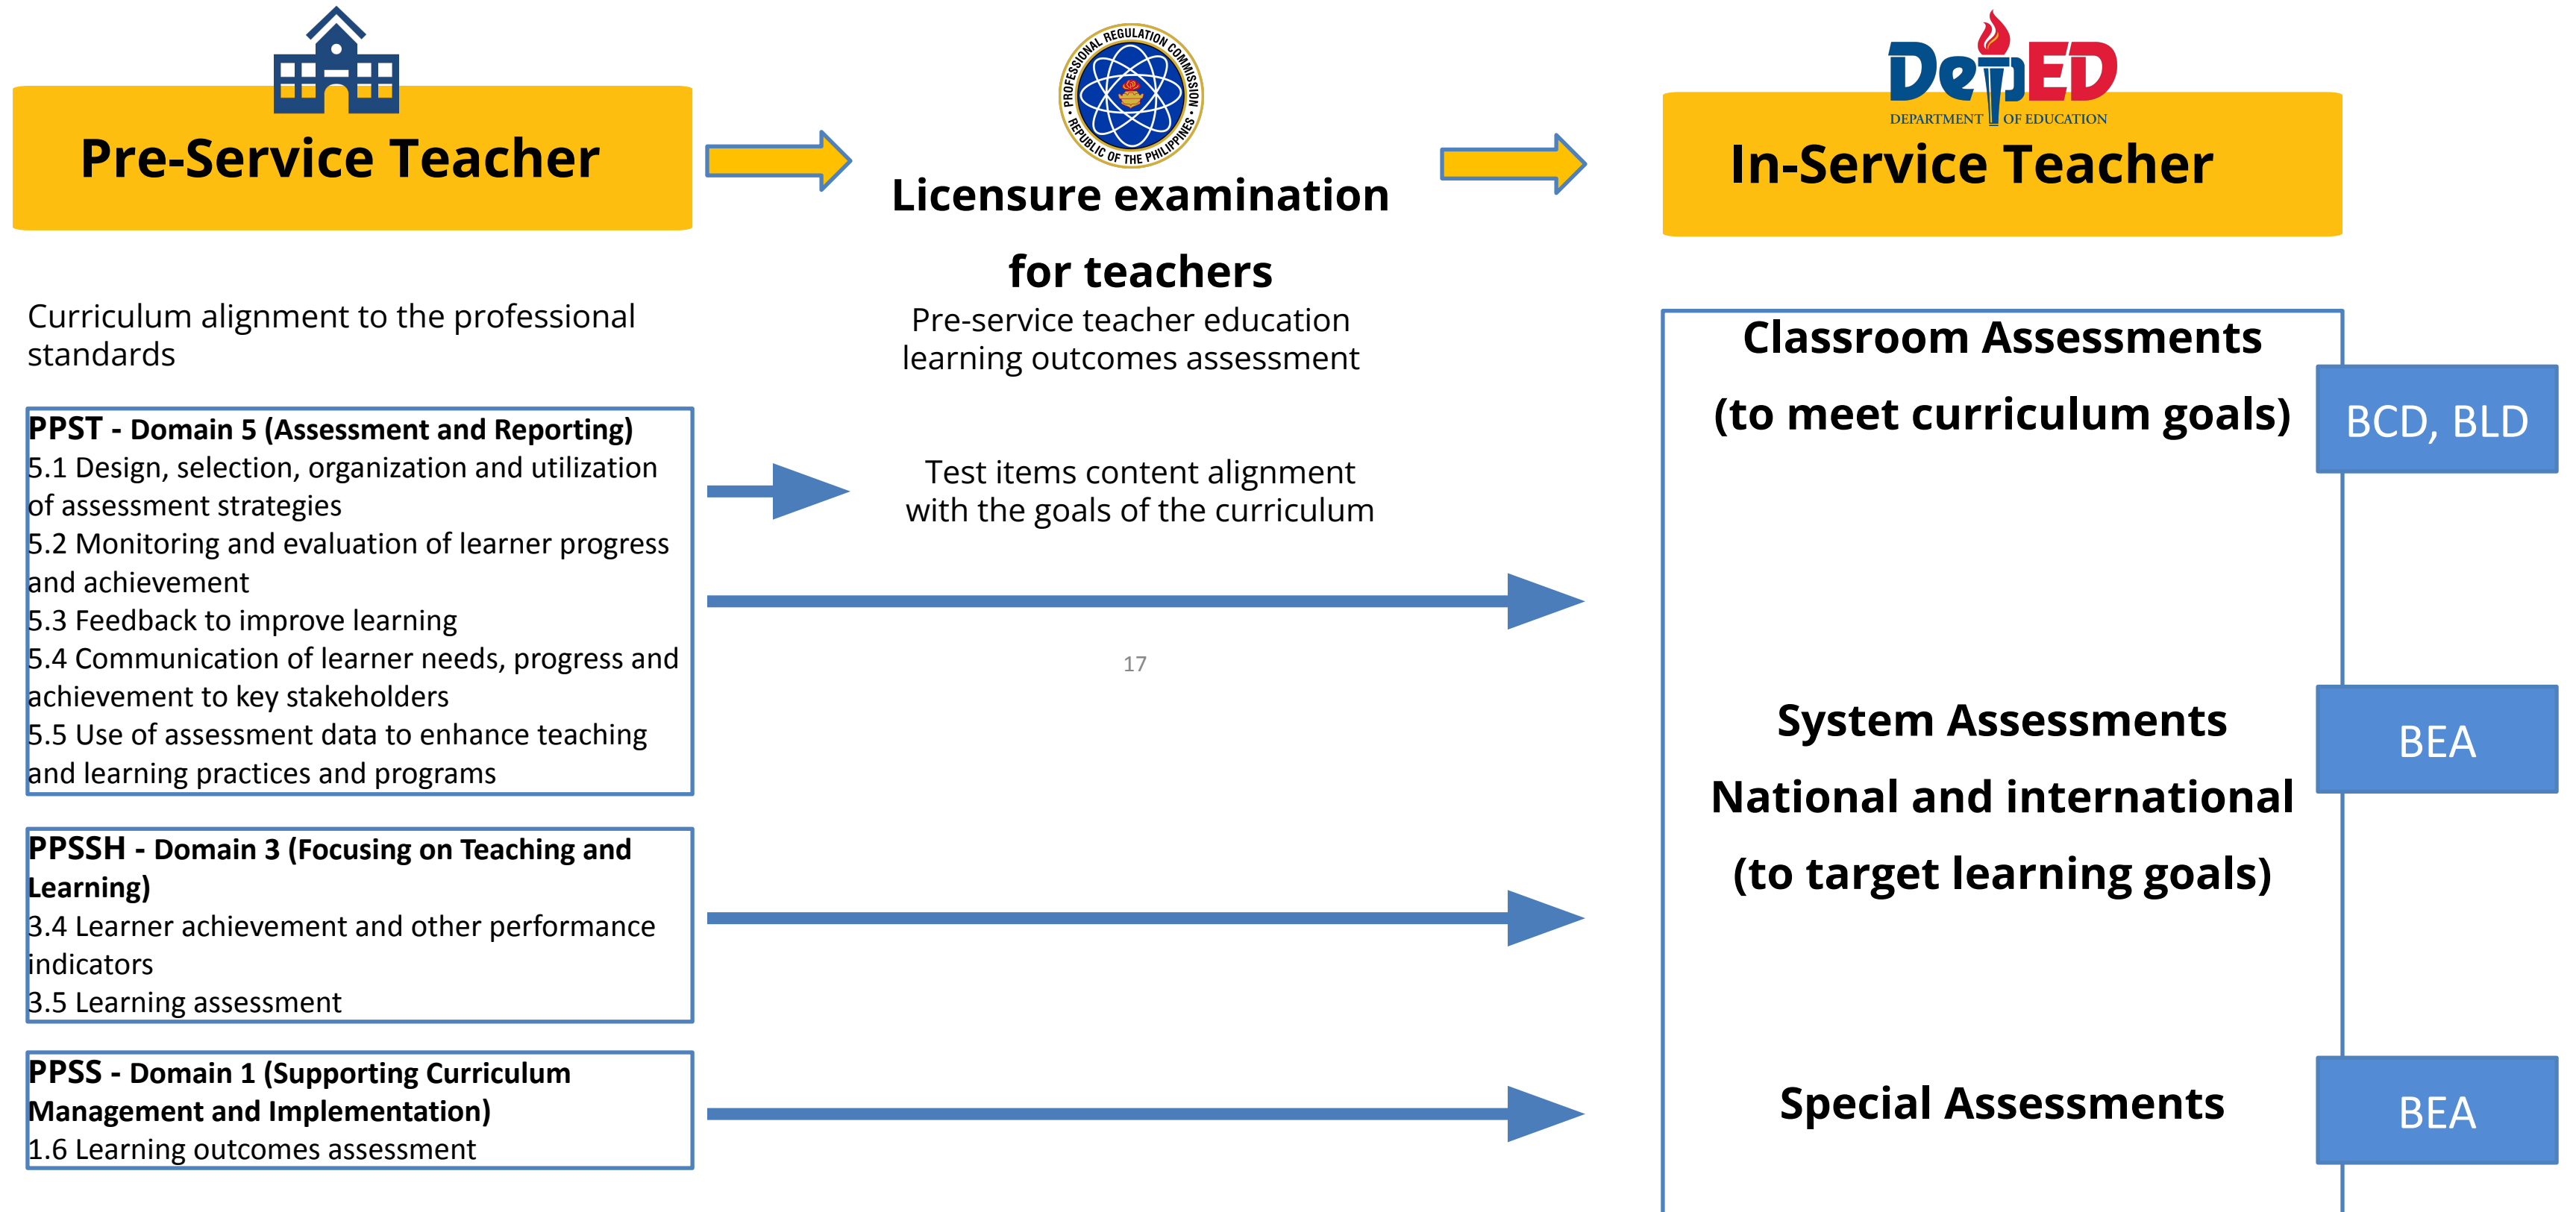 Pre-Service Teacher
Curriculum alignment to the professional
standards
PPST - Domain 5 (Assessment and Reporting)
5.1 Design, selection, organization and utilization
of assessment strategies
5.2 Monitoring and evaluation of learner progress
and achievement
5.3 Feedback to improve learning
5.4 Communication of learner needs, progress and
achievement to key stakeholders
5.5 Use of assessment data to enhance teaching
and learning practices and programs
PPSSH - Domain 3 (Focusing on Teaching and
Learning)
3.4 Learner achievement and other performance
indicators
3.5 Learning assessment
PPSS - Domain 1 (Supporting Curriculum
Management and Implementation)
1.6 Learning outcomes assessment
PROFESSIONAL REGULATION COMMISSION
REPUBLIC OF THE PHILIPPINES
Licensure examination
for teachers
Pre-service teacher education
learning outcomes assessment
Test items content alignment
with the goals of the curriculum
17
DepED
DEPARTMENT OF EDUCATION
In-Service Teacher
Classroom Assessments
(to meet curriculum goals)
BCD, BLD
System Assessments
National and international
(to target learning goals)
BEA
Special Assessments
BEA